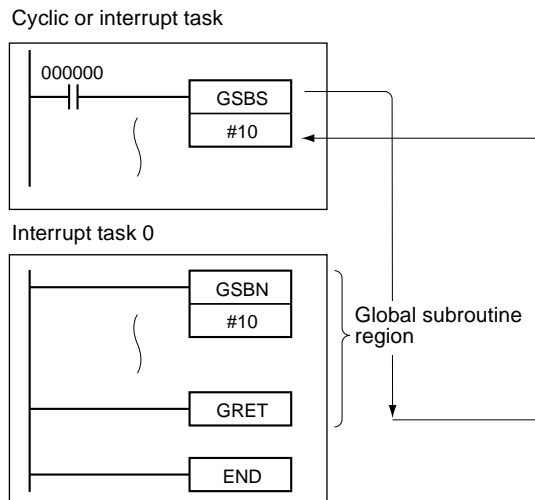 Cyclic or interrupt task
000000
GSBS
#10
Interrupt task 0
GSBN
#10
Global subroutine
region
GRET
END